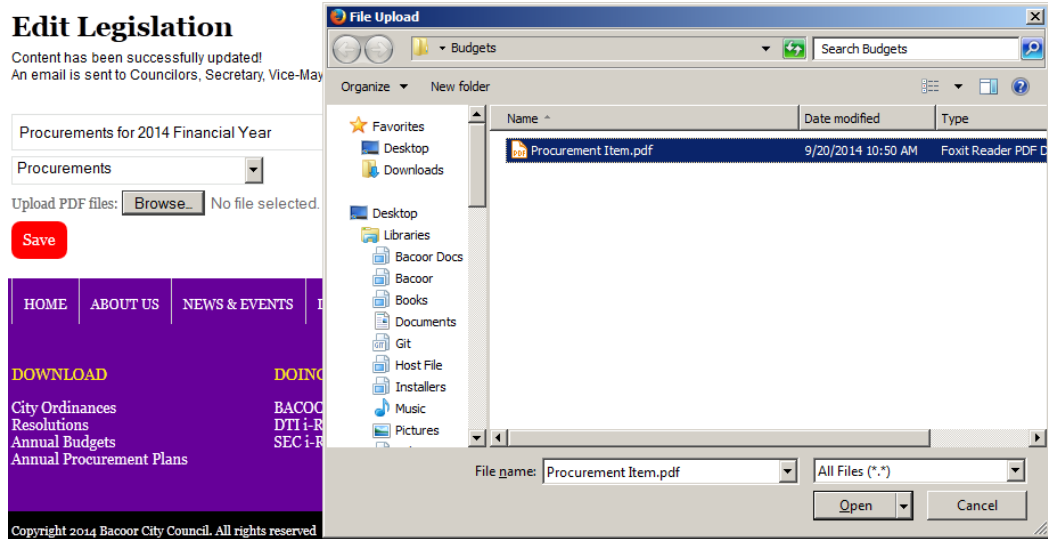 Edit Legislation
Content has been successfully updated!
An email is sent to Councilors, Secretary, Vice-May
Procurements for 2014 Financial Year
Procurements
Upload PDF files: Browse_ No file selected.
Save
HOME ABOUT US NEWS & EVENTS
DOWNLOAD
City Ordinances
Resolutions
Annual Budgets
Annual Procurement Plans
DOING
BACOO
DTI i-R
SEC i-R
Copyright 2014 Bacoor City Council. All rights reserved
File Upload
Budgets
Search Budgets
Organize New folder
Favorites
Desktop
Downloads
Desktop
Libraries
Bacoor Docs
Bacoor
Books
Documents
Git
Host File
Installers
Music
Pictures
Name Date modified Type
Procurement Item.pdf 9/20/2014 10:50 AM Foxit Reader PDF D
File name: Procurement Item.pdf All Files (*.*)
Open Cancel